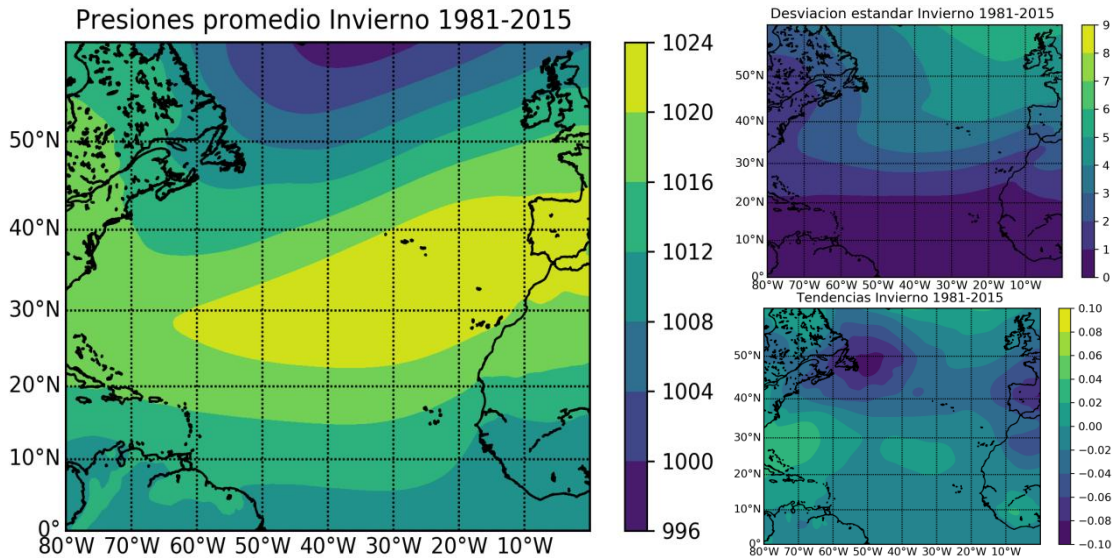 Presiones promedio Invierno 1981-2015
50°N
40°N
30°N
20°N
10°N
0°
80°W 70°W 60°W 50°W 40°W 30°W 20°W 10°W
1024
1020
1016
1012
1008
1004
1000
996
Desviacion estandar Invierno 1981-2015
50°N
40°N
30°N
20°N
10°N
0°
80°W 70°W 60°W 50°W 40°W 30°W 20°W 10°W
9
8
7
6
5
4
3
2
1
0
Tendencias Invierno 1981-2015
50°N
40°N
30°N
20°N
10°N
0°
80°W 70°W 60°W 50°W 40°W 30°W 20°W 10°W
0.10
0.08
0.06
0.04
0.02
0.00
−0.02
−0.04
−0.06
−0.08
−0.10